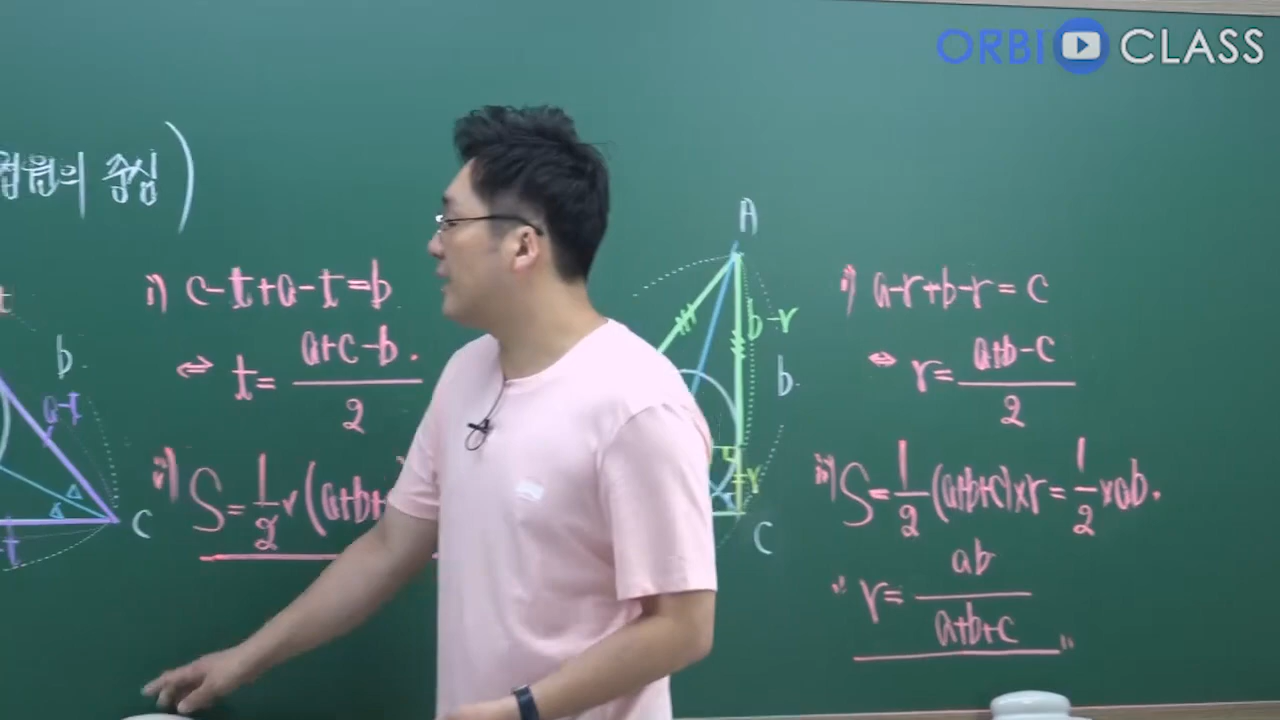 ORBI CLASS
접원의 중심)
i) c-t+a-t=b
⇔ t= a+c-b / 2
ii) S= 1/2 r(a+b+
t
b
a-t
C
t
A
b-r
b
r
C
i) a-r+b-r=c
⇔ r= a+b-c / 2
ii) S= 1/2 (a+b+c)×r= 1/2 ×ab.
∴ r= ab / a+b+c